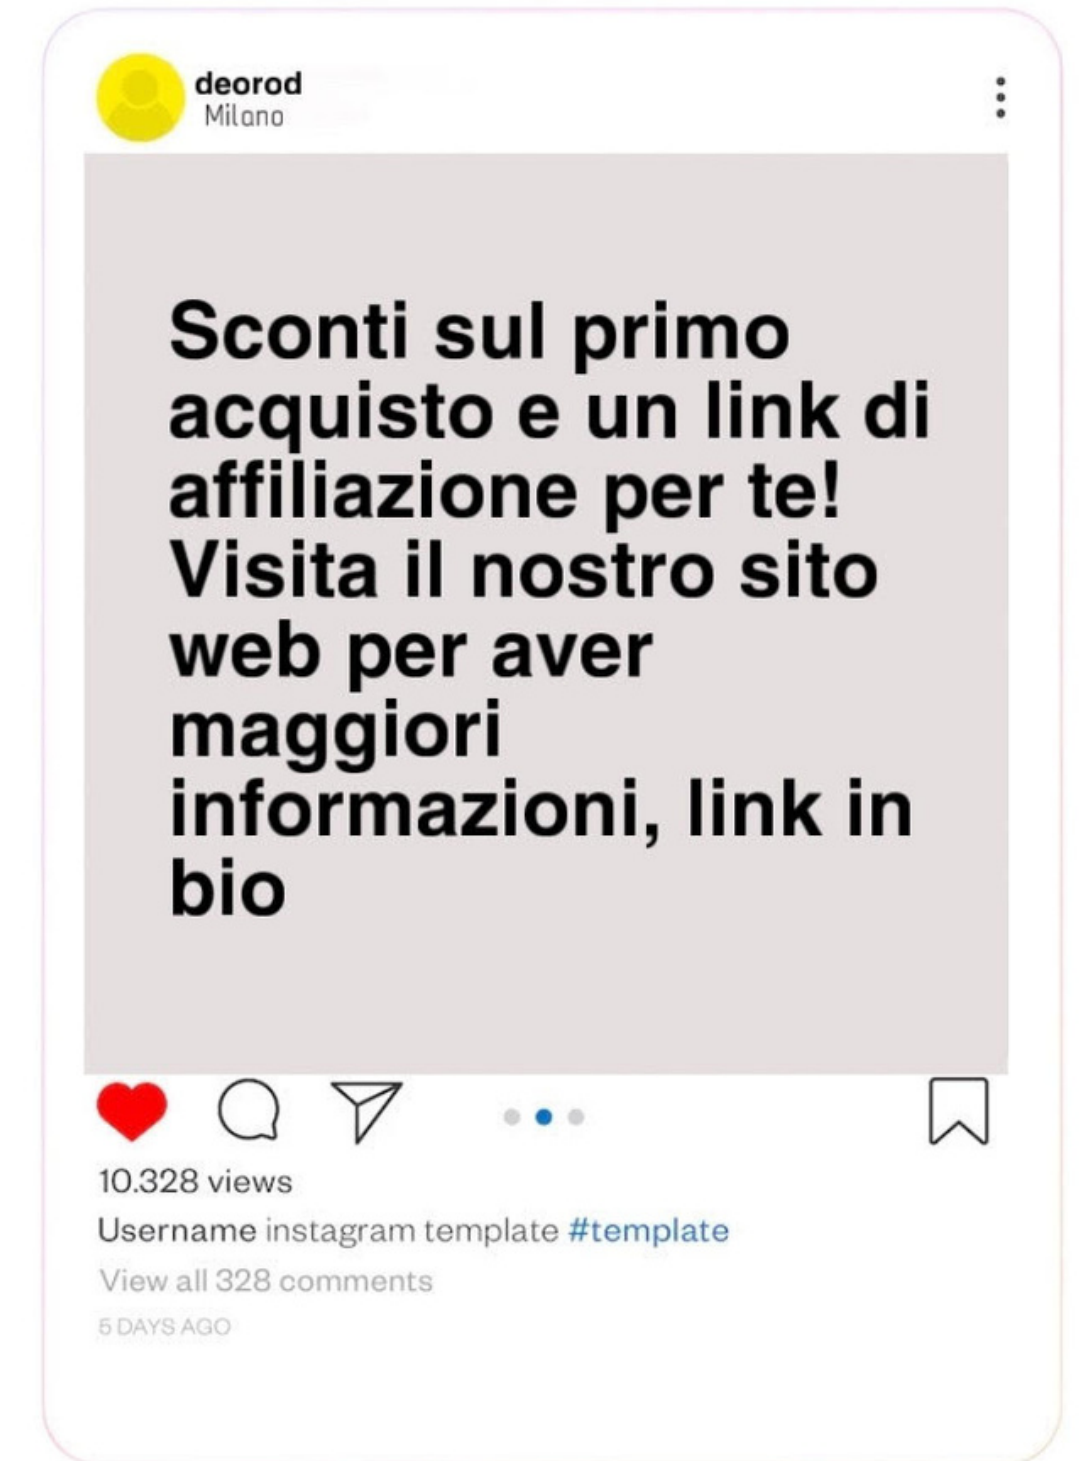 deorod
Milano
Sconti sul primo
acquisto e un link di
affiliazione per te!
Visita il nostro sito
web per aver
maggiori
informazioni, link in
bio
10.328 views
Username instagram template #template
View all 328 comments
5 DAYS AGO